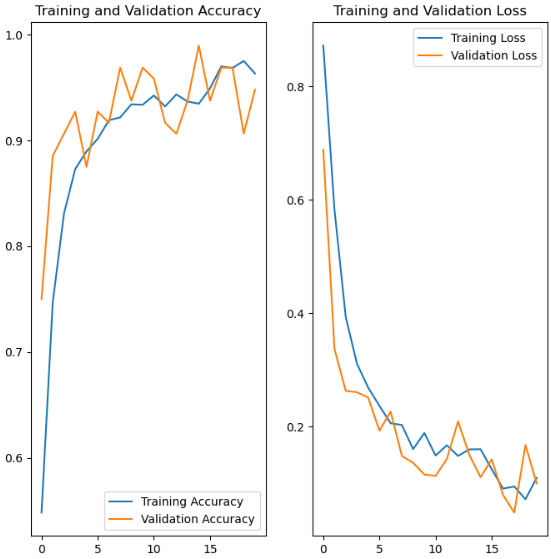 Training and Validation Accuracy
1.0
0.9
0.8
0.7
0.6
0
5
10
15
Training Accuracy
Validation Accuracy
Training and Validation Loss
0.8
0.6
0.4
0.2
0
5
10
15
Training Loss
Validation Loss